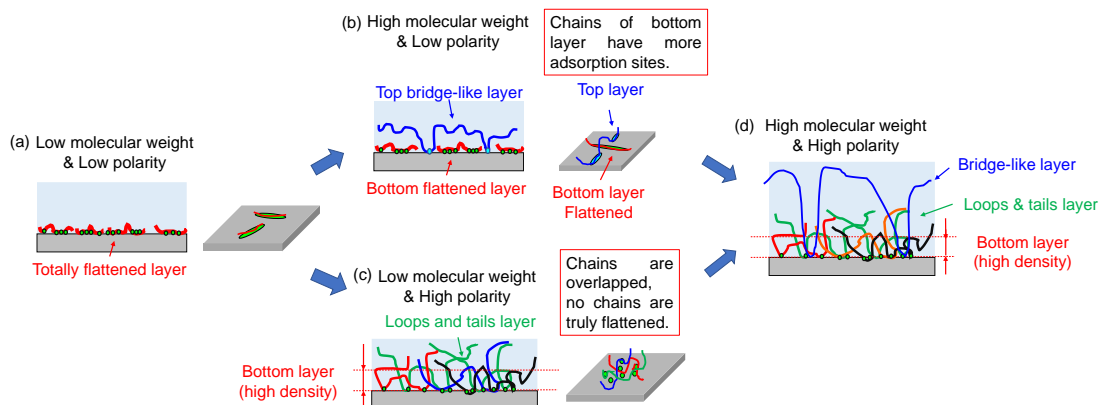 (a) Low molecular weight
& Low polarity
Totally flattened layer
(b) High molecular weight
& Low polarity
Chains of bottom
layer have more
adsorption sites.
Top bridge-like layer
Bottom flattened layer
Top layer
Bottom layer
Flattened
(c) Low molecular weight
& High polarity
Loops and tails layer
Bottom layer
(high density)
Chains are
overlapped,
no chains are
truly flattened.
(d) High molecular weight
& High polarity
Bridge-like layer
Loops & tails layer
Bottom layer
(high density)